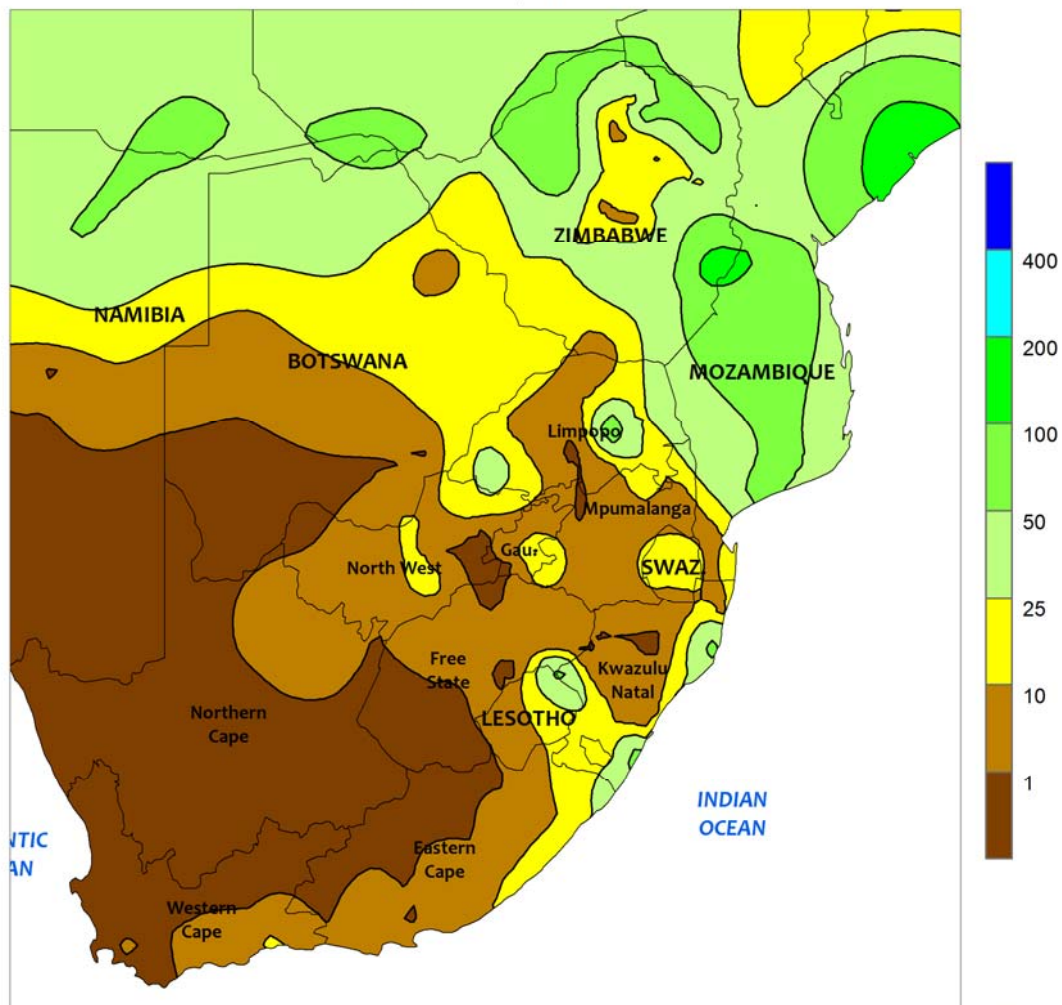 ZIMBABWE
400
NAMIBIA
200
BOTSWANA
MOZAMBIQUE
100
Limpopo
Mpumalanga
50
Gau.
North West
SWAZ.
25
Free
State
Kwazulu
Natal
10
Northern
Cape
LESOTHO
1
INDIAN
OCEAN
NTIC
AN
Eastern
Cape
Western
Cape